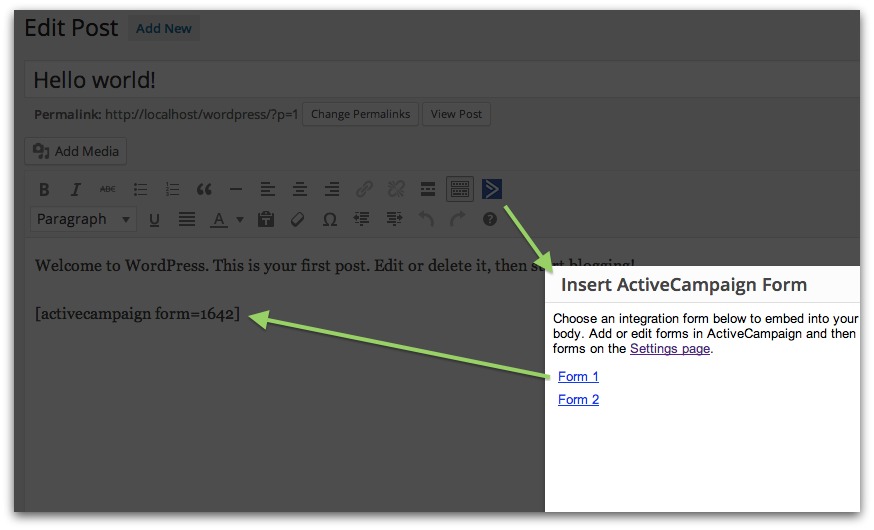 Edit Post Add New
Hello world!
Permalink: http://localhost/wordpress/?p=1 Change Permalinks View Post
Add Media
B I ABC
Paragraph U A Ω ?
Welcome to WordPress. This is your first post. Edit or delete it, then start blogging!
Insert ActiveCampaign Form
[activecampaign form=1642]
Choose an integration form below to embed into your
body. Add or edit forms in ActiveCampaign and then
forms on the Settings page.
Form 1
Form 2